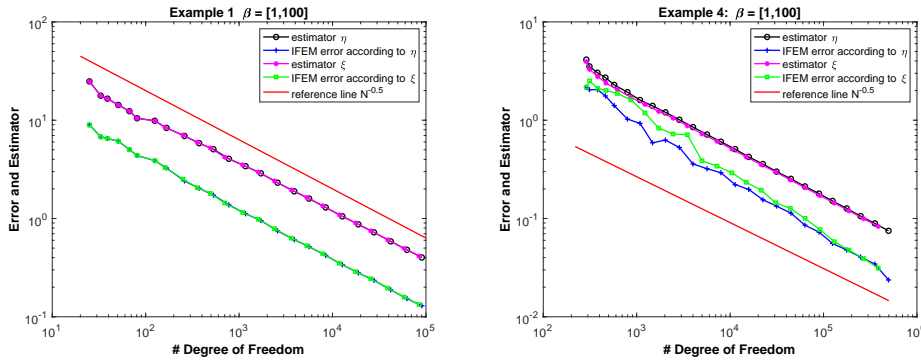 Example 1  β = [1,100]
estimator η
IFEM error according to η
estimator ξ
IFEM error according to ξ
reference line N^-0.5
Error and Estimator
10^2
10^1
10^0
10^-1
10^1 10^2 10^3 10^4 10^5
# Degree of Freedom
Example 4:  β = [1,100]
estimator η
IFEM error according to η
estimator ξ
IFEM error according to ξ
reference line N^-0.5
Error and Estimator
10^1
10^0
10^-1
10^-2
10^2 10^3 10^4 10^5 10^6
# Degree of Freedom